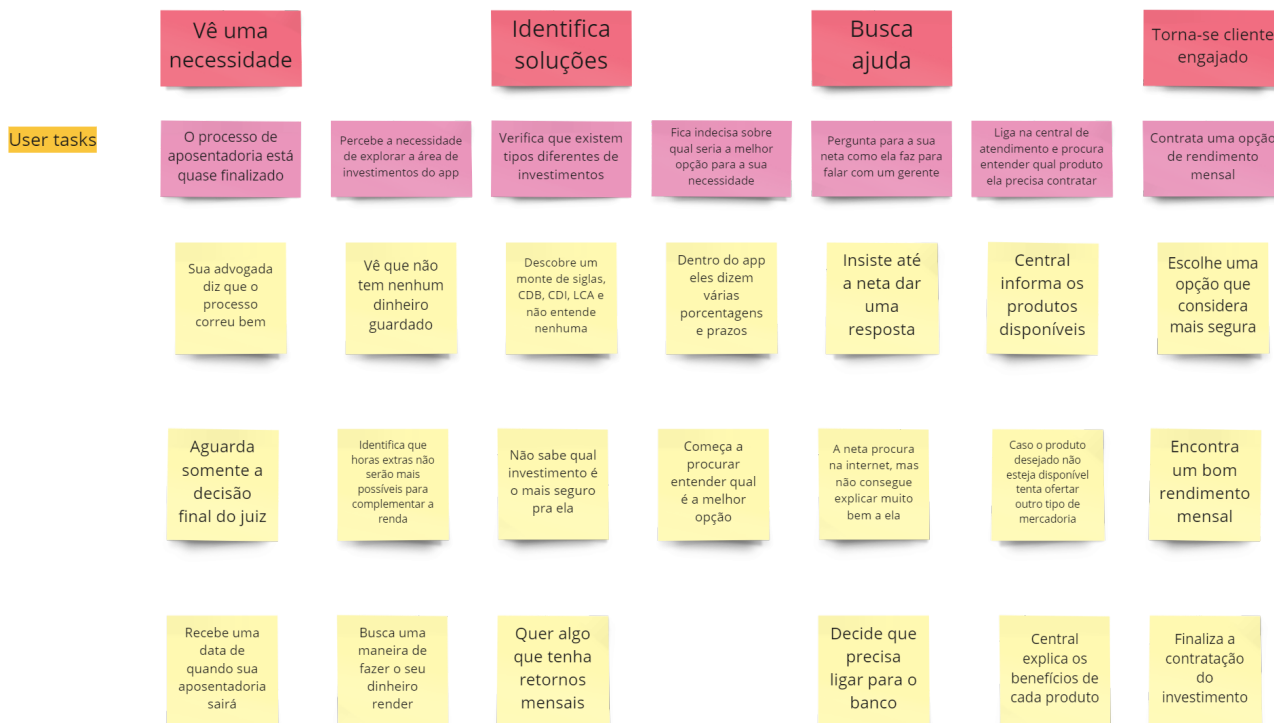 Vê uma
necessidade
Identifica
soluções
Busca
ajuda
Torna-se cliente
engajado
User tasks
O processo de
aposentadoria está
quase finalizado
Percebe a necessidade
de explorar a área de
investimentos do app
Verifica que existem
tipos diferentes de
investimentos
Fica indecisa sobre
qual seria a melhor
opção para a sua
necessidade
Pergunta para a sua
neta como ela faz para
falar com um gerente
Liga na central de
atendimento e procura
entender qual produto
ela precisa contratar
Contrata uma opção
de rendimento
mensal
Sua advogada
diz que o
processo
correu bem
Vê que não
tem nenhum
dinheiro
guardado
Descobre um
monte de siglas,
CDB, CDI, LCA e
não entende
nenhuma
Dentro do app
eles dizem
várias
porcentagens
e prazos
Insiste até
a neta dar
uma
resposta
Central
informa os
produtos
disponíveis
Escolhe uma
opção que
considera
mais segura
Aguarda
somente a
decisão
final do juiz
Identifica que
horas extras não
serão mais
possíveis para
complementar a
renda
Não sabe qual
investimento é
o mais seguro
pra ela
Começa a
procurar
entender qual
é a melhor
opção
A neta procura
na internet, mas
não consegue
explicar muito
bem a ela
Caso o produto
desejado não
esteja disponível
tenta ofertar
outro tipo de
mercadoria
Encontra
um bom
rendimento
mensal
Recebe uma
data de
quando sua
aposentadoria
sairá
Busca uma
maneira de
fazer o seu
dinheiro
render
Quer algo
que tenha
retornos
mensais
Decide que
precisa
ligar para o
banco
Central
explica os
benefícios de
cada produto
Finaliza a
contratação
do
investimento